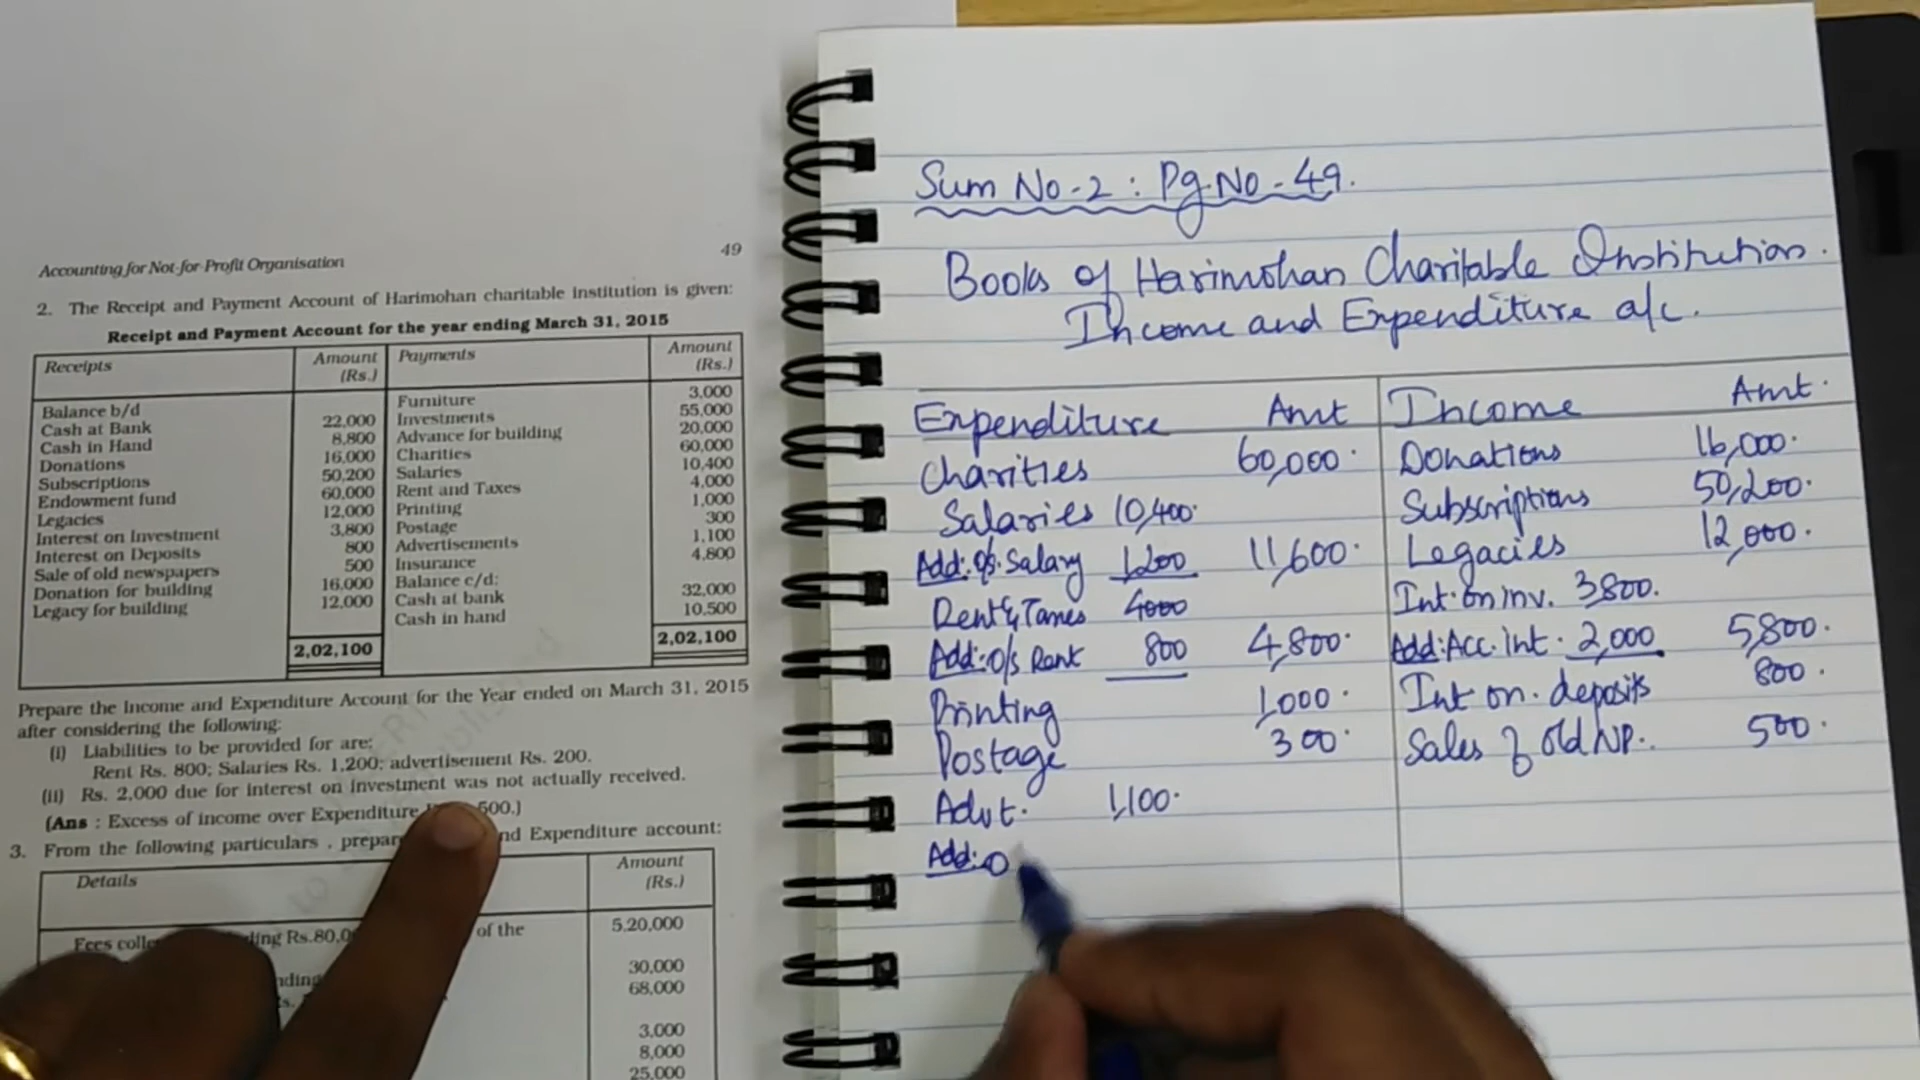 Accounting for Not-for-Profit Organisation 49
2. The Receipt and Payment Account of Harimohan charitable institution is given:
Receipt and Payment Account for the year ending March 31, 2015
Receipts Amount (Rs.) Payments Amount (Rs.)
Balance b/d Furniture 3,000
Cash at Bank 22,000 Investments 55,000
Cash in Hand 8,800 Advance for building 20,000
Donations 16,000 Charities 60,000
Subscriptions 50,200 Salaries 10,400
Endowment fund 60,000 Rent and Taxes 4,000
Legacies 12,000 Printing 1,000
Interest on Investment 3,800 Postage 300
Interest on Deposits 800 Advertisements 1,100
Sale of old newspapers 500 Insurance 4,800
Donation for building 16,000 Balance c/d:
Legacy for building 12,000 Cash at bank 32,000
Cash in hand 10,500
2,02,100 2,02,100
Prepare the Income and Expenditure Account for the Year ended on March 31, 2015
after considering the following:
(i) Liabilities to be provided for are:
Rent Rs. 800; Salaries Rs. 1,200; advertisement Rs. 200.
(ii) Rs. 2,000 due for interest on investment was not actually received.
(Ans : Excess of income over Expenditure 500.)
3. From the following particulars , prepar nd Expenditure account:
Details Amount (Rs.)
Fees colle ding Rs.80,0 of the 5,20,000
nding 30,000
68,000
3,000
8,000
25,000
Sum No-2 : Pg.No-49.
Books of Harimohan Charitable Institution.
Income and Expenditure a/c.
Expenditure Amt Income Amt.
Charities 60,000. Donations 16,000.
Salaries 10,400. Subscriptions 50,200.
Add: o/s. Salary 1200 11,600. Legacies 12,000.
Rent & Taxes 4000 Int. on inv. 3800.
Add: o/s Rent 800 4,800. Add: Acc. int. 2,000 5,800.
Printing 1,000. Int on. deposits 800.
Postage 300. Sales of old NP. 500.
Advt. 1,100.
Add: O